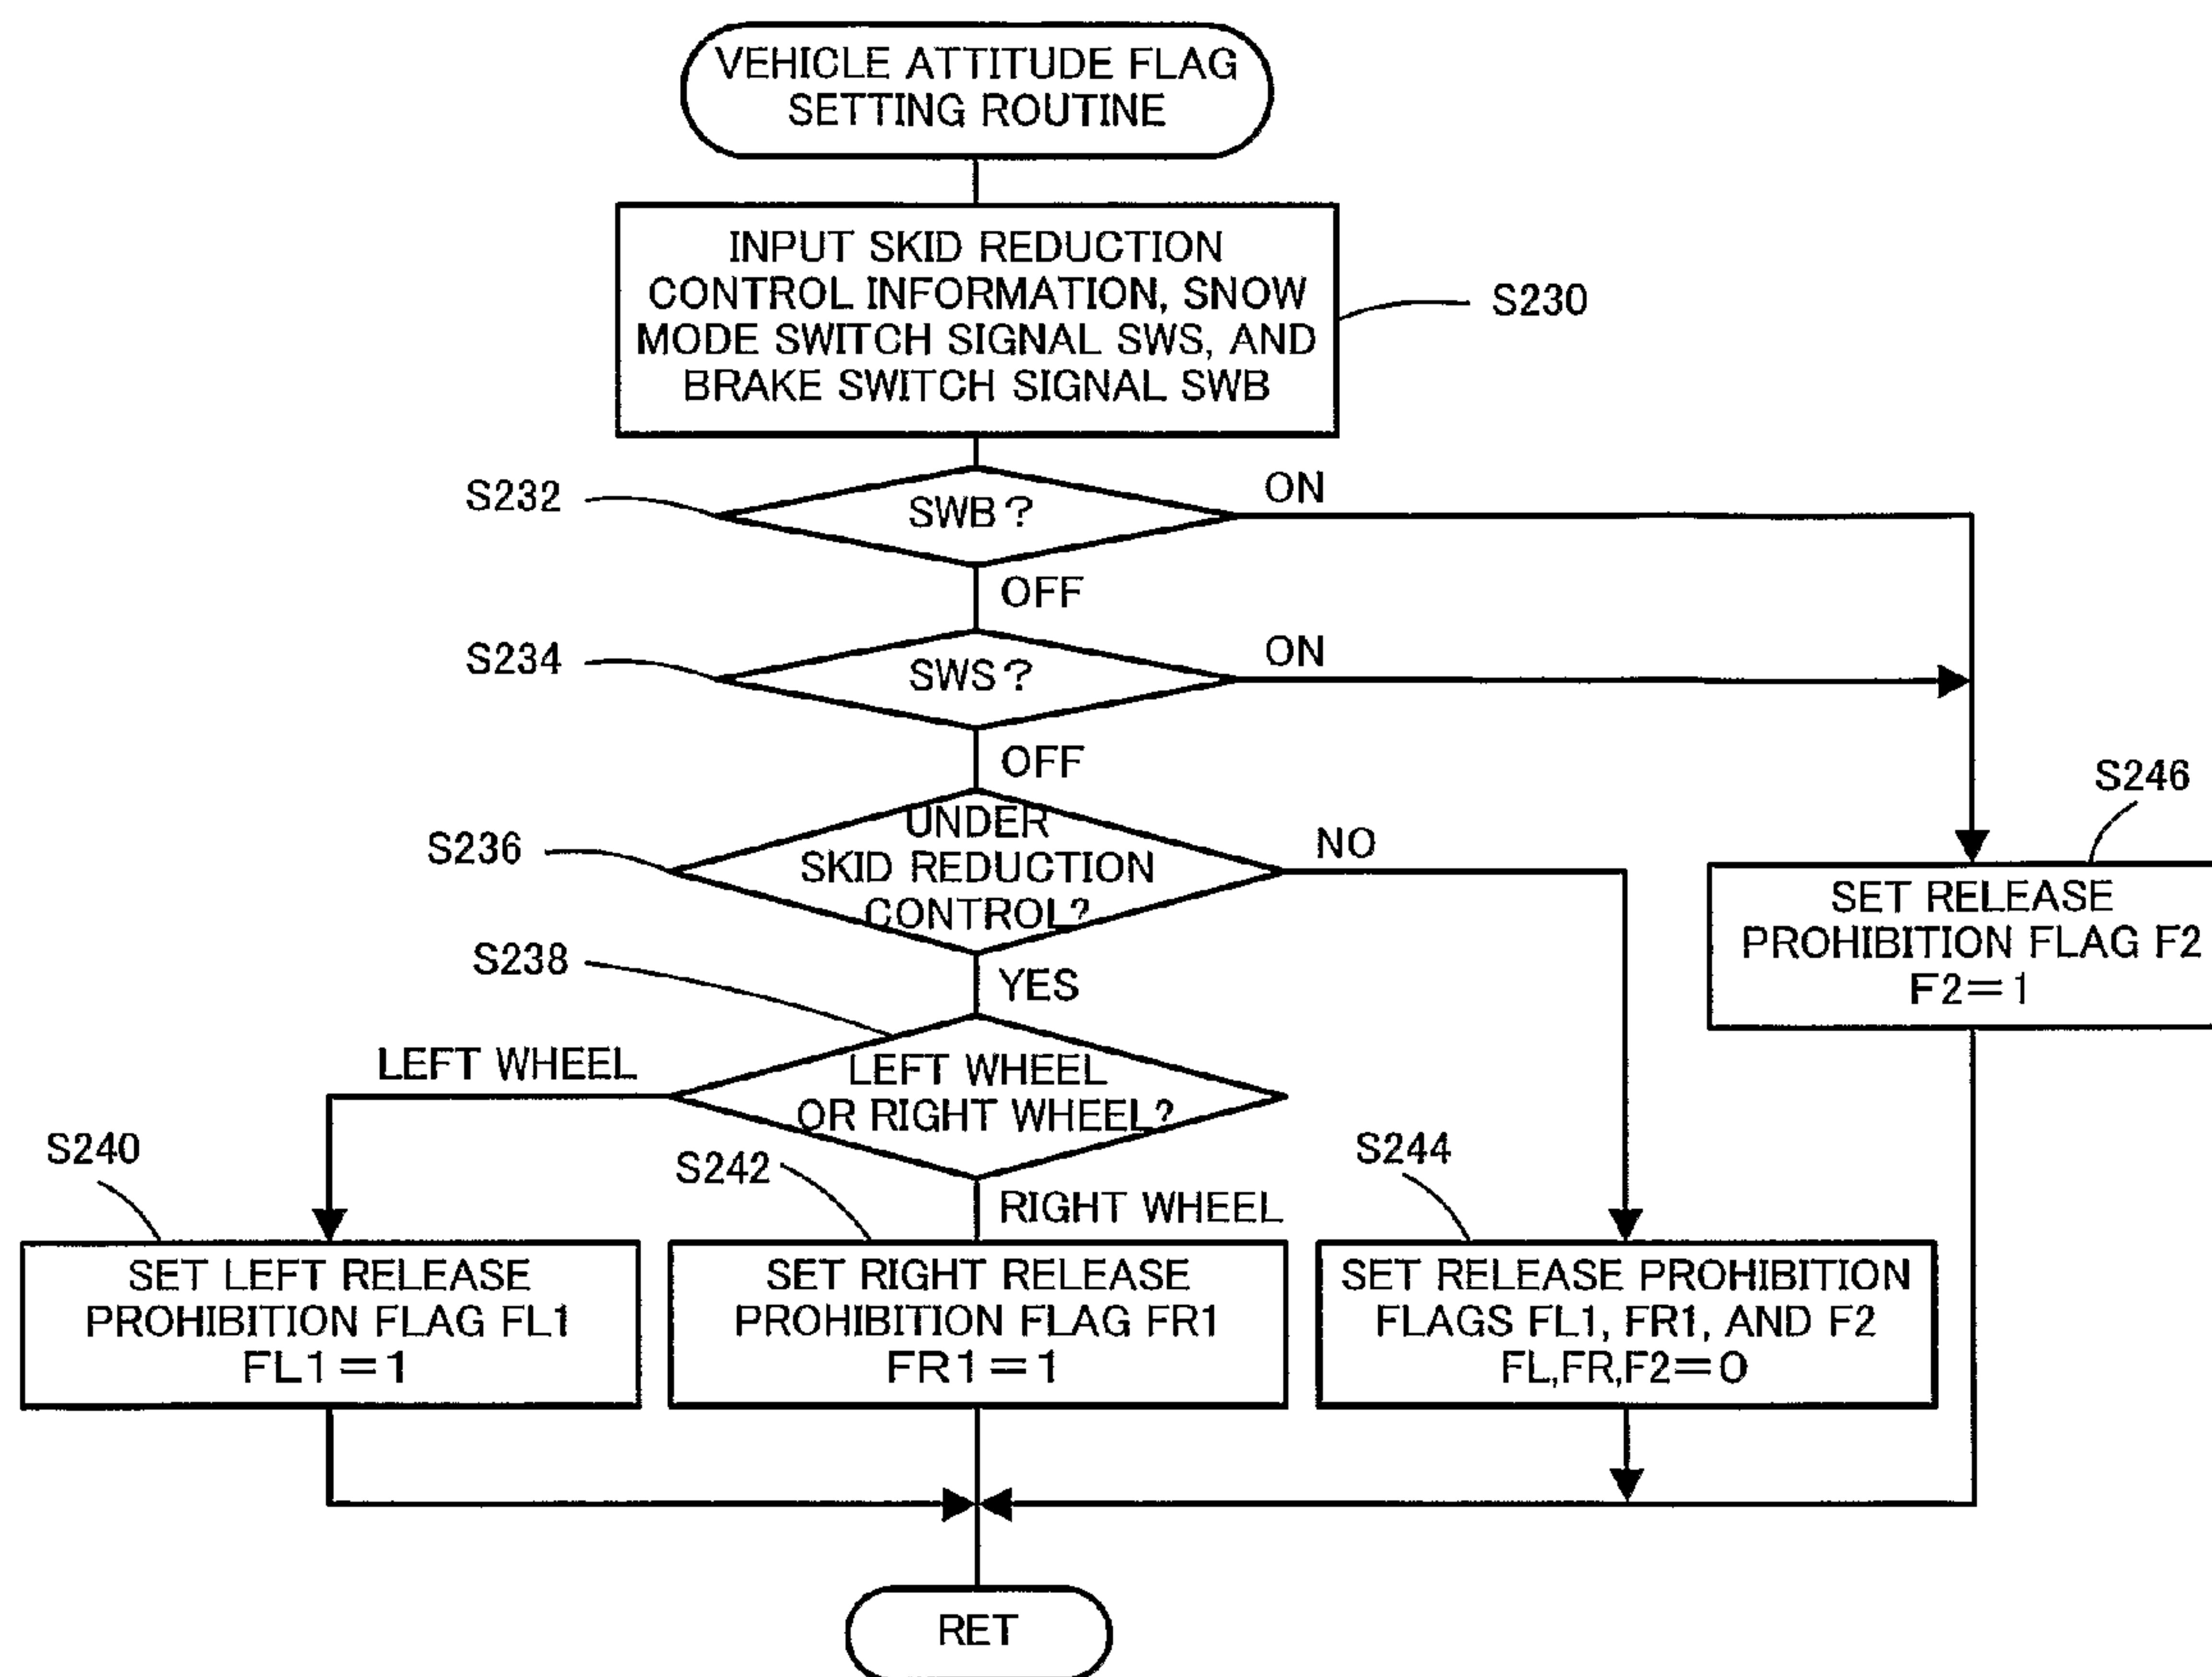 VEHICLE ATTITUDE FLAG
SETTING ROUTINE
INPUT SKID REDUCTION
CONTROL INFORMATION, SNOW
MODE SWITCH SIGNAL SWS, AND
BRAKE SWITCH SIGNAL SWB
S230
S232
SWB?
ON
OFF
S234
SWS?
ON
OFF
S236
UNDER
SKID REDUCTION
CONTROL?
NO
YES
S246
SET RELEASE
PROHIBITION FLAG F2
F2=1
S238
LEFT WHEEL
LEFT WHEEL
OR RIGHT WHEEL?
RIGHT WHEEL
S240
SET LEFT RELEASE
PROHIBITION FLAG FL1
FL1=1
S242
SET RIGHT RELEASE
PROHIBITION FLAG FR1
FR1=1
S244
SET RELEASE PROHIBITION
FLAGS FL1, FR1, AND F2
FL,FR,F2=0
RET